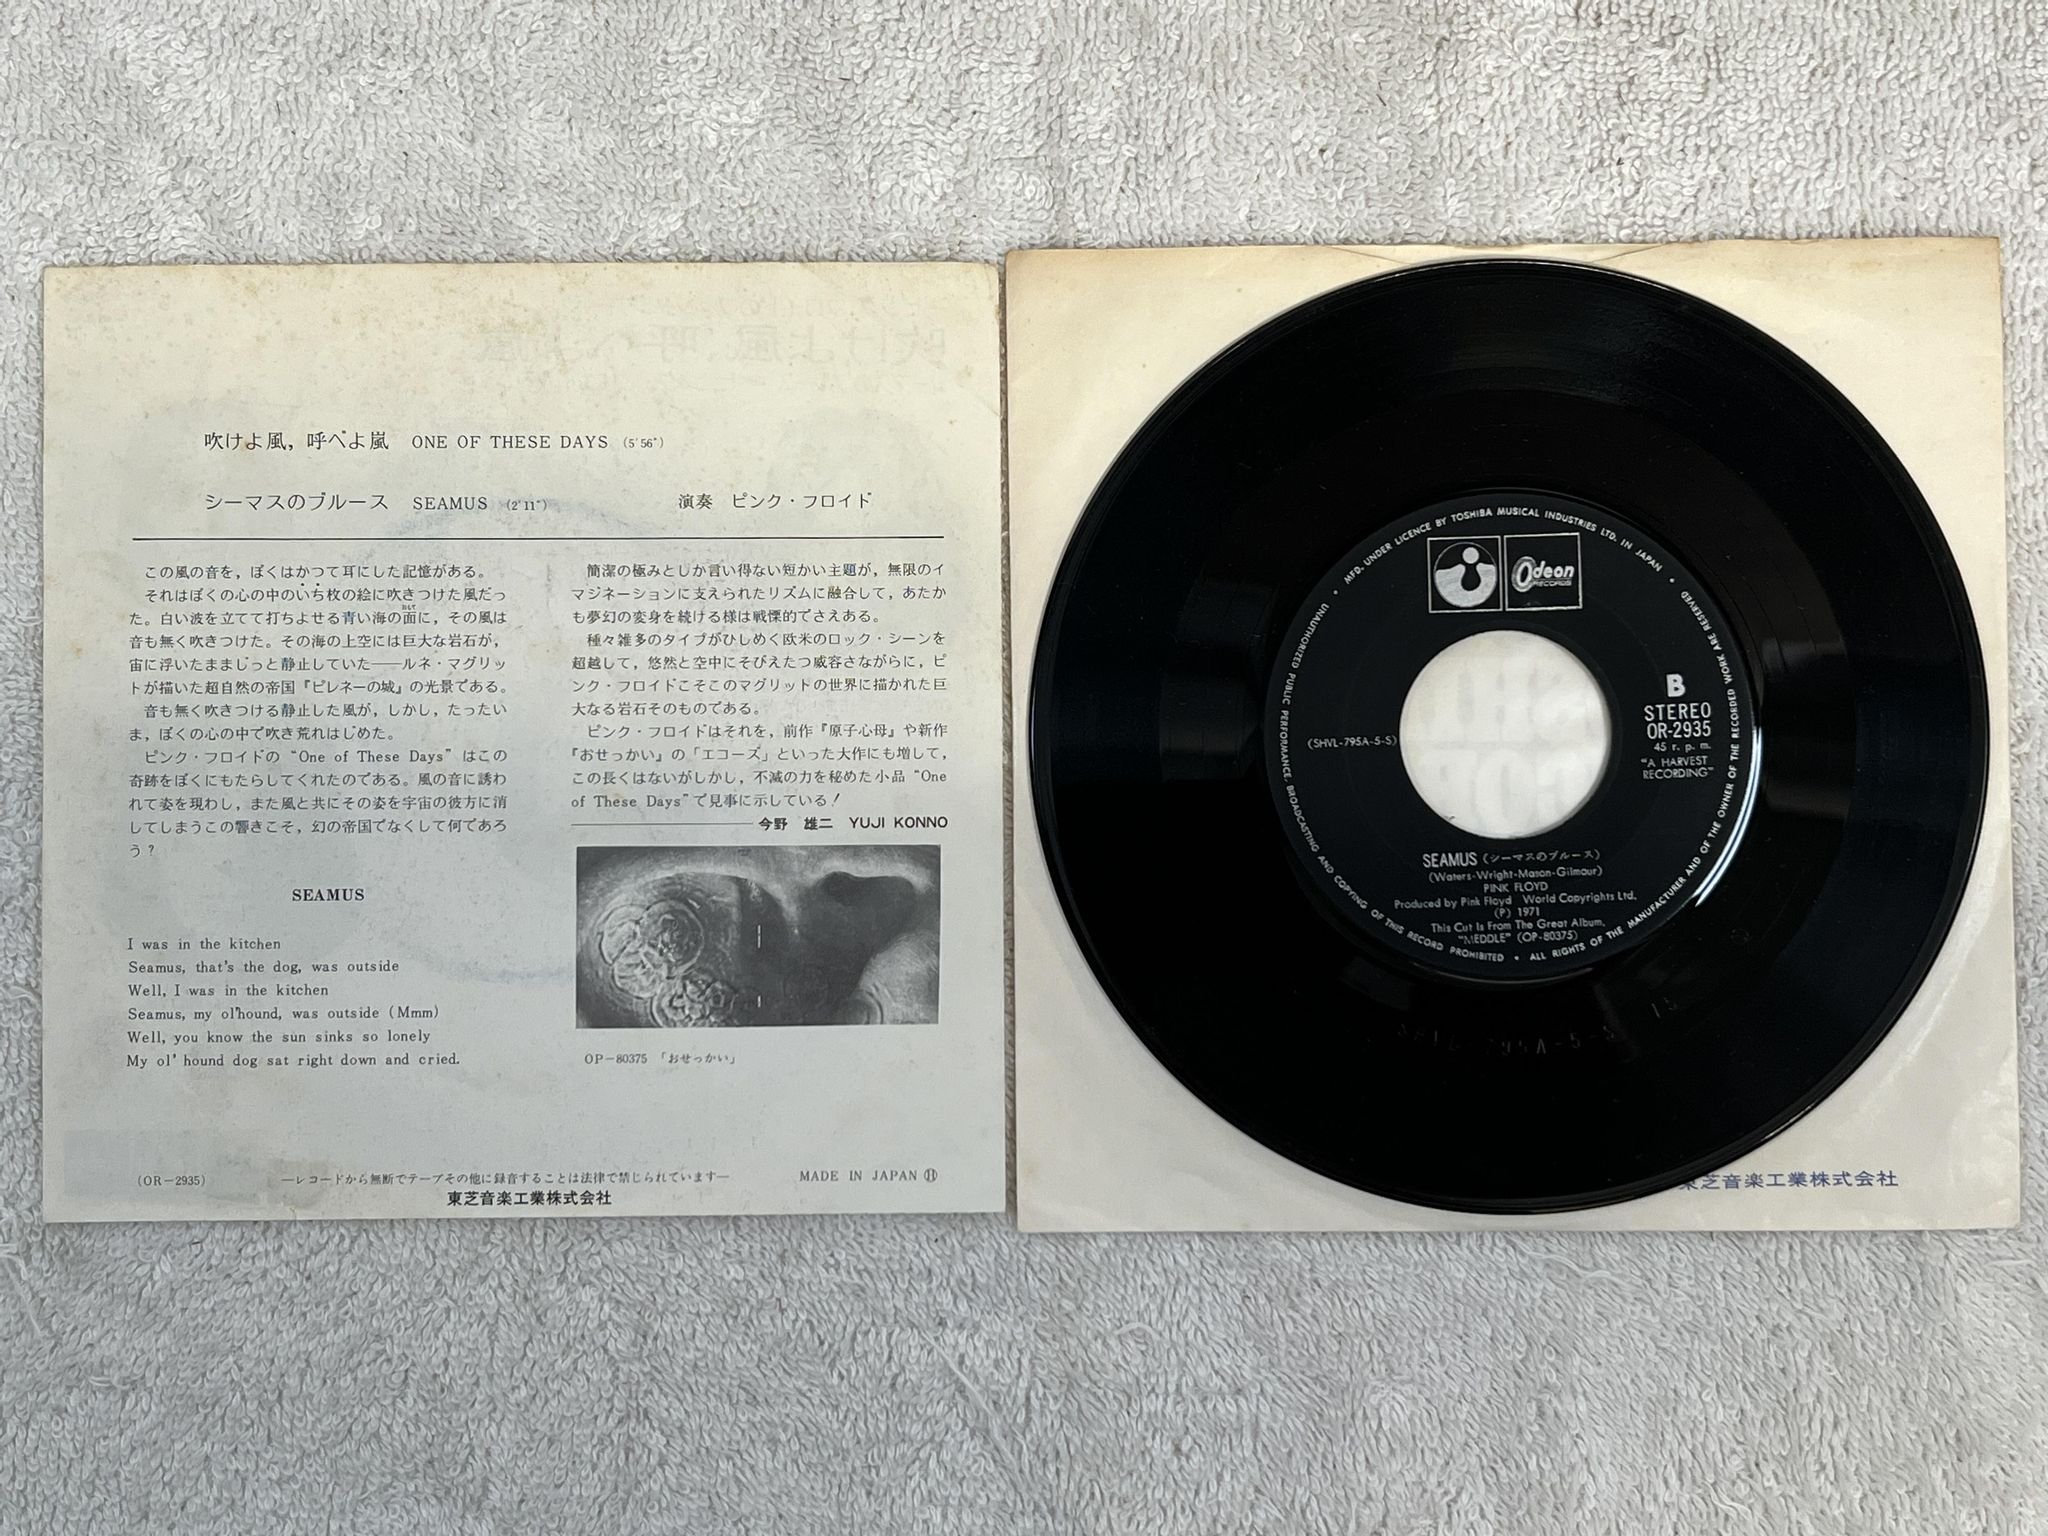 吹けよ風，呼べよ嵐 ONE OF THESE DAYS (5'56")
シーマスのブルース SEAMUS (2'11") 演奏 ピンク・フロイド
この風の音を，ぼくはかつて耳にした記憶がある。
それはぼくの心の中のいち枚の絵に吹きつけた風だっ
た。白い波を立てて打ちよせる青い海の面に，その風は
音も無く吹きつけた。その海の上空には巨大な岩石が，
宙に浮いたままじっと静止していた——ルネ・マグリッ
トが描いた超自然の帝国『ピレネーの城』の光景である。
音も無く吹きつける静止した風が，しかし，たったい
ま，ぼくの心の中で吹き荒れはじめた。
ピンク・フロイドの “One of These Days” はこの
奇跡をぼくにもたらしてくれたのである。風の音に誘わ
れて姿を現わし，また風と共にその姿を宇宙の彼方に消
してしまうこの響きこそ，幻の帝国でなくして何であろ
う？
SEAMUS
I was in the kitchen
Seamus, that's the dog, was outside
Well, I was in the kitchen
Seamus, my ol'hound, was outside (Mmm)
Well, you know the sun sinks so lonely
My ol' hound dog sat right down and cried.
簡潔の極みとしか言い得ない短かい主題が，無限のイ
マジネーションに支えられたリズムに融合して，あたか
も夢幻の変身を続ける様は戦慄的でさえある。
種々雑多のタイプがひしめく欧米のロック・シーンを
超越して，悠然と空中にそびえたつ威容さながらに，ピ
ンク・フロイドこそこのマグリッドの世界に描かれた巨
大なる岩石そのものである。
ピンク・フロイドはそれを，前作『原子心母』や新作
『おせっかい』の「エコーズ」といった大作にも増して，
この長くはないがしかし，不滅の力を秘めた小品 “One
of These Days” で見事に示している！
今野 雄二 YUJI KONNO
OP-80375 「おせっかい」
(OR-2935) —レコードから無断でテープその他に録音することは法律で禁じられています— MADE IN JAPAN Ⓗ
東芝音楽工業株式会社
MFD. UNDER LICENCE BY TOSHIBA MUSICAL INDUSTRIES LTD. IN JAPAN • UNAUTHORIZED PUBLIC PERFORMANCE, BROADCASTING AND COPYING OF THIS RECORD PROHIBITED • ALL RIGHTS OF THE MANUFACTURER AND OF THE OWNER OF THE RECORDED WORK ARE RESERVED •
Odeon
RECORDS
B
STEREO
OR-2935
45 r. p. m.
"A HARVEST
RECORDING"
(SHVL-795A-5-S)
SEAMUS (シーマスのブルース)
(Waters-Wright-Mason-Gilmour)
PINK FLOYD
Produced by Pink Floyd World Copyrights Ltd.
(P) 1971
This Cut Is From The Great Album,
"MEDDLE" (OP-80375)
SHVL-795A-5-S
東芝音楽工業株式会社